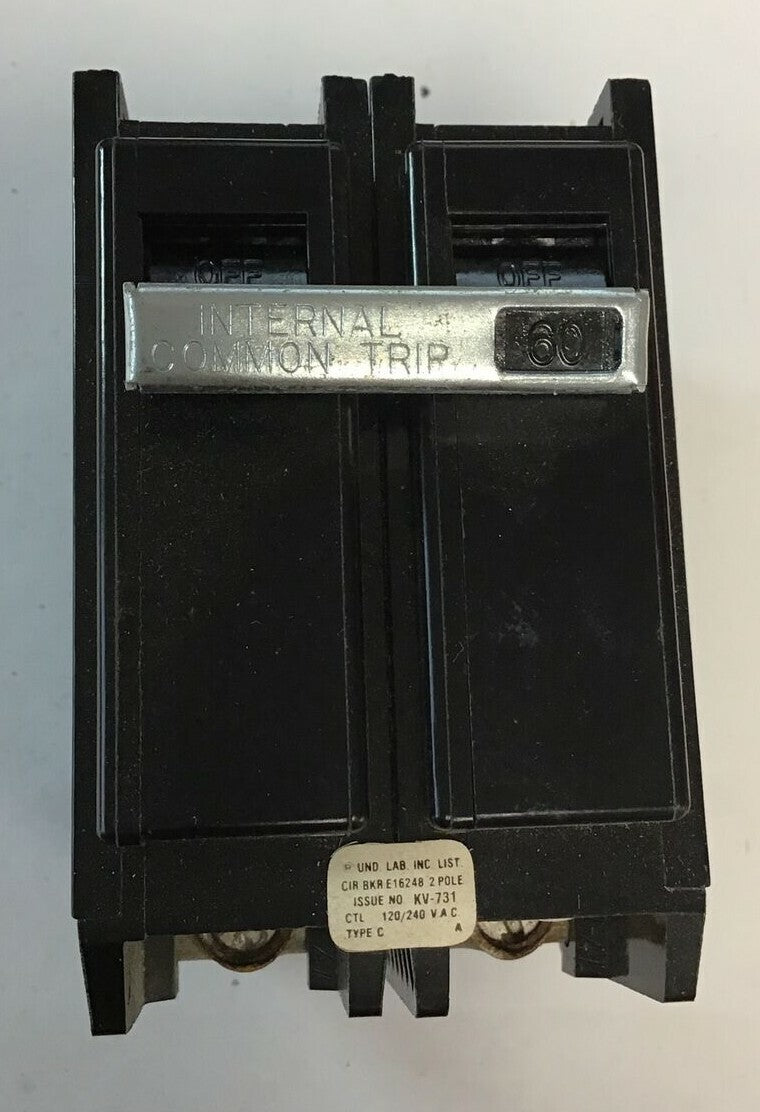 OFF OFF
INTERNAL
COMMON TRIP 60
UND. LAB. INC. LIST.
CIR BKR E16248 2 POLE
ISSUE NO. KV-731
CTL 120/240 V.A.C.
TYPE C A